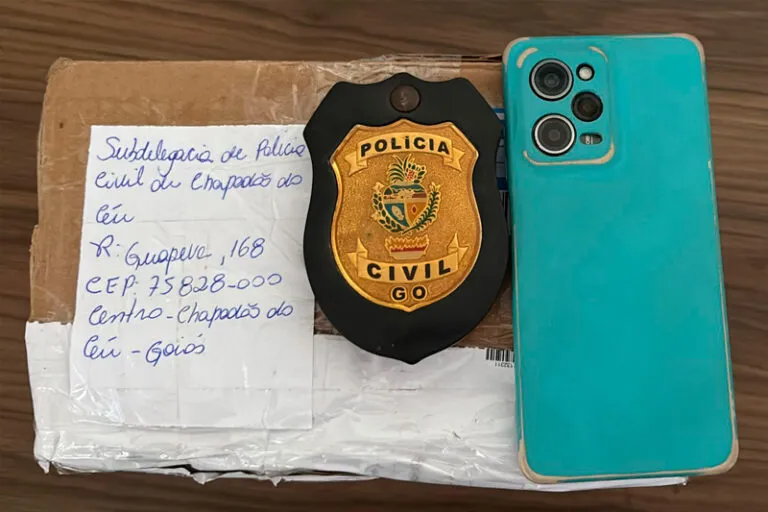 Subdelegacia de Polícia
Civil de Chapadão do
Céu
R: Guapeva, 168
CEP: 75828-000
Centro - Chapadão do
Céu - Goiás
POLÍCIA
CIVIL
GO